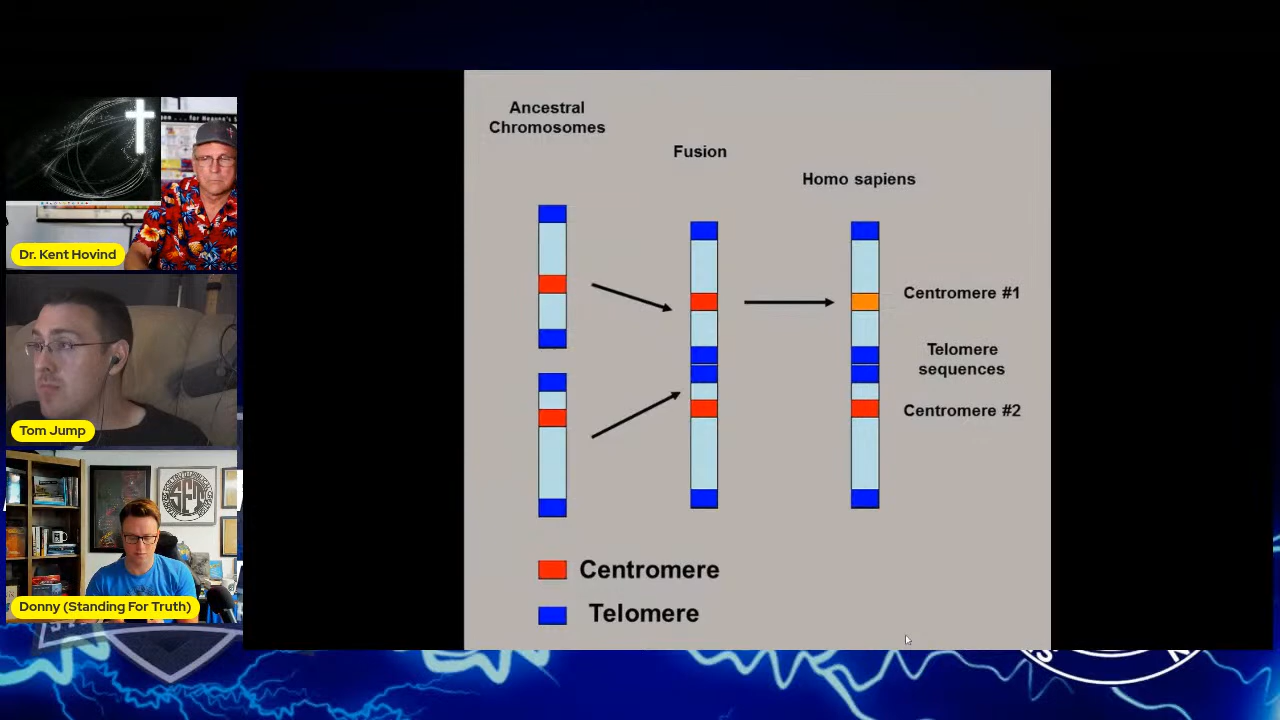 Ancestral
Chromosomes
Fusion
Homo sapiens
Centromere #1
Telomere
sequences
Centromere #2
Centromere
Telomere
Dr. Kent Hovind
Tom Jump
SFT
Donny (Standing For Truth)